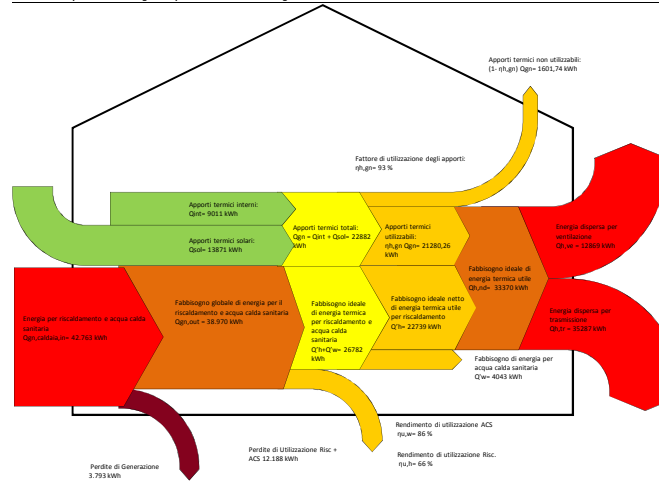 Apporti termici non utilizzabili:
(1- ηh,gn) Qgn= 1601,74 kWh
Fattore di utilizzazione degli apporti:
ηh,gn= 93 %
Apporti termici interni:
Qint= 9011 kWh
Apporti termici solari:
Qsol= 13871 kWh
Apporti termici totali:
Qgn = Qint + Qsol= 22882
kWh
Apporti termici
utilizzabili:
ηh,gn Qgn= 21280,26
kWh
Energia dispersa per
ventilazione
Fabbisogno ideale di
energia termica utile
Qh,nd= 33370 kWh
Energia per riscaldamento e acqua calda
sanitaria
Qgn,caldaia,in= 42.763 kWh
Fabbisogno globale di energia per il
riscaldamento e acqua calda sanitaria
Qgn,out = 38.970 kWh
Fabbisogno ideale
di energia termica
per riscaldamento e
acqua calda
sanitaria
Q'h+Q'w= 26782
kWh
Fabbisogno ideale netto
di energia termica utile
per riscaldamento
Q'h= 22739 kWh
Energia dispersa per
trasmissione
Fabbisogno di energia per
acqua calda sanitaria
Q'w= 4043 kWh
Rendimento di utilizzazione ACS
ηu,w= 86 %
Rendimento di utilizzazione Risc.
ηu,h= 66 %
Perdite di Utilizzazione Risc +
ACS 12.188 kWh
Perdite di Generazione
3.793 kWh